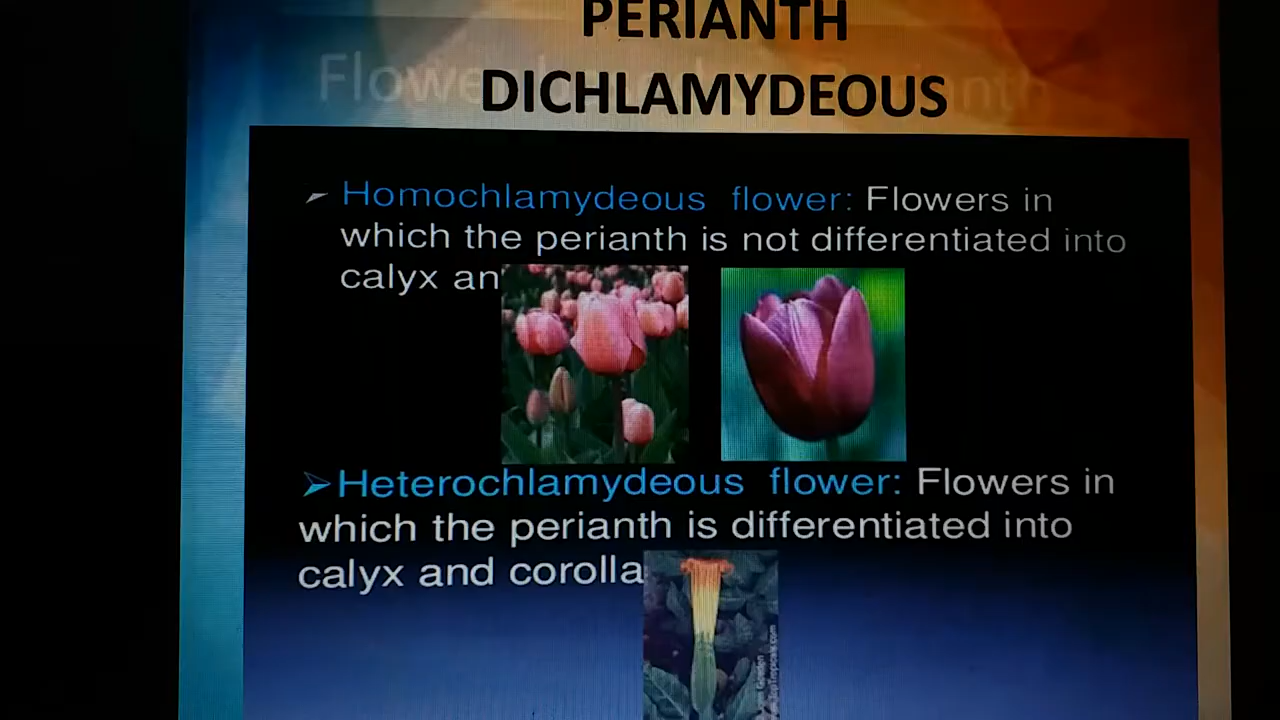 PERIANTH
DICHLAMYDEOUS
Homochlamydeous flower: Flowers in
which the perianth is not differentiated into
calyx an
Heterochlamydeous flower: Flowers in
which the perianth is differentiated into
calyx and corolla